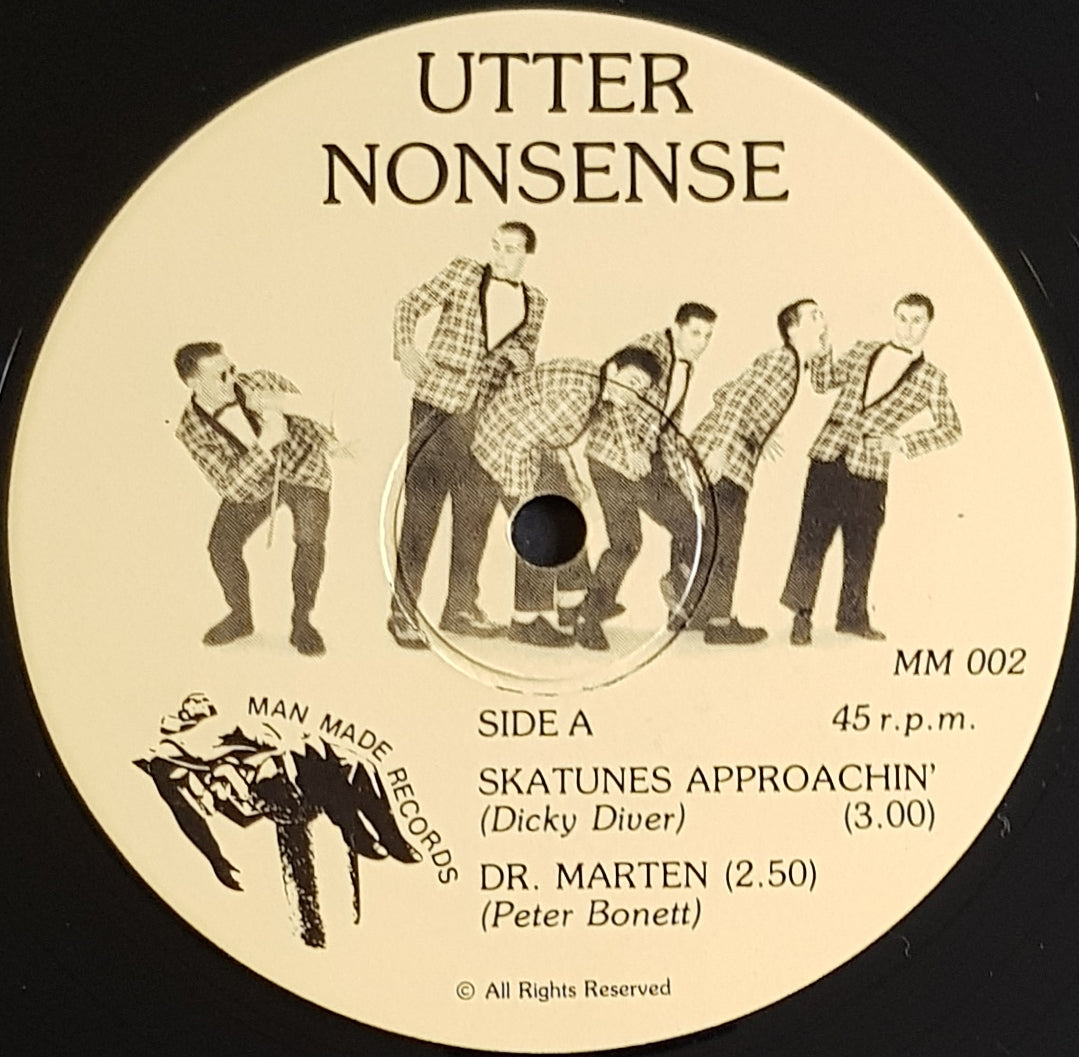 UTTER
NONSENSE
MM 002
MAN MADE RECORDS
SIDE A 45 r.p.m.
SKATUNES APPROACHIN'
(Dicky Diver) (3.00)
DR. MARTEN (2.50)
(Peter Bonett)
© All Rights Reserved